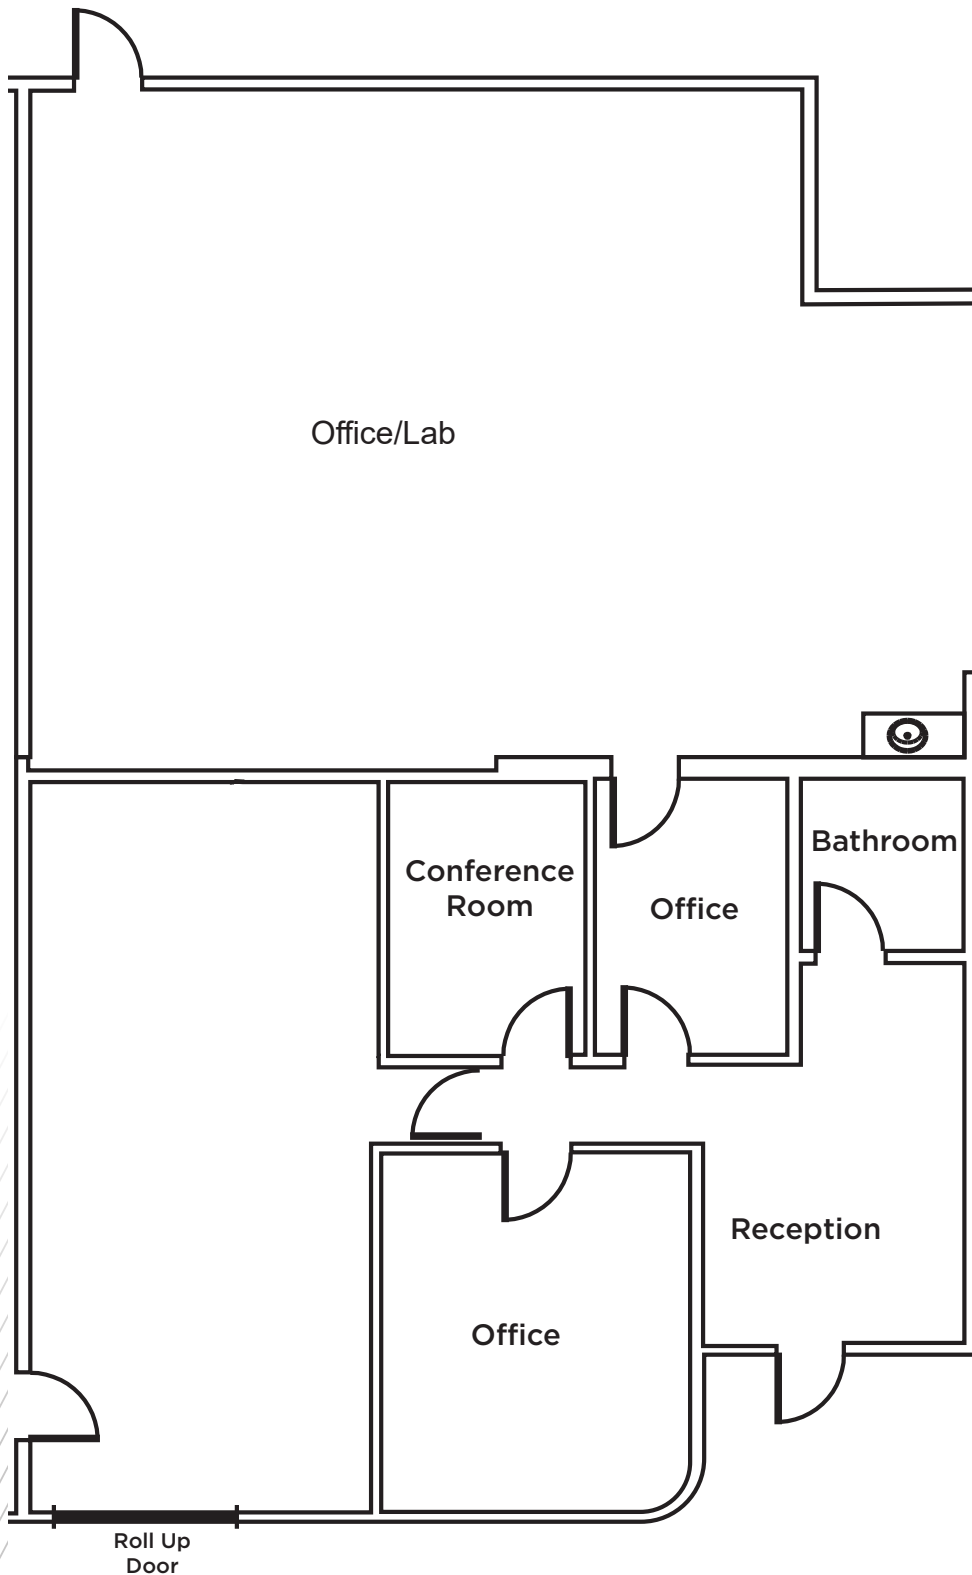 Office/Lab
Conference
Room
Office
Bathroom
Reception
Office
Roll Up
Door